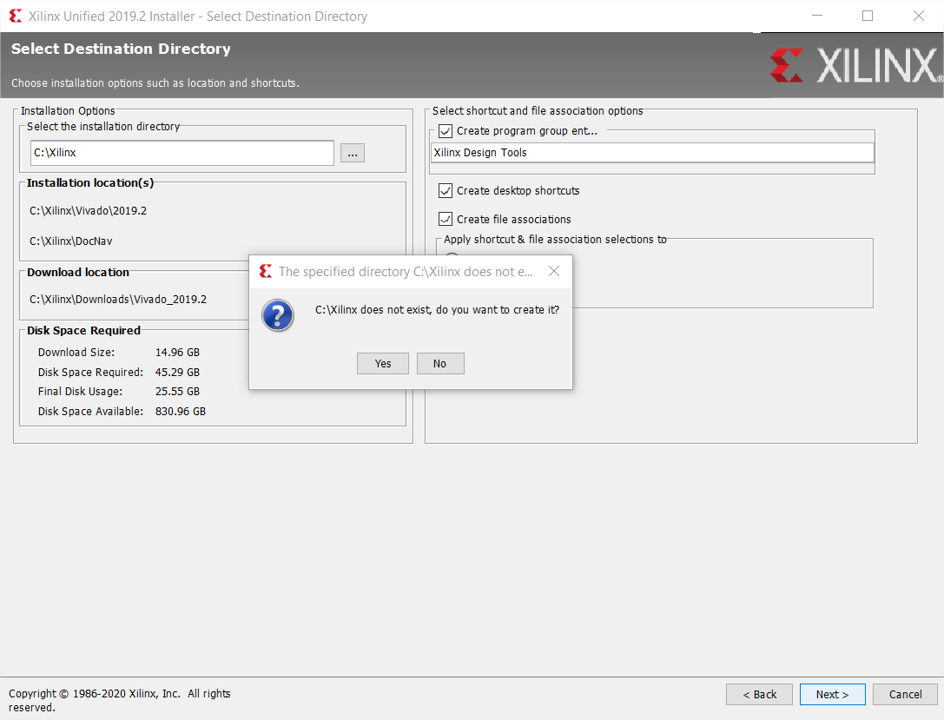 Xilinx Unified 2019.2 Installer - Select Destination Directory
Select Destination Directory
Choose installation options such as location and shortcuts.
XILINX®
Installation Options
Select the installation directory
C:\Xilinx
...
Installation location(s)
C:\Xilinx\Vivado\2019.2
C:\Xilinx\DocNav
Download location
C:\Xilinx\Downloads\Vivado_2019.2
Disk Space Required
Download Size: 14.96 GB
Disk Space Required: 45.29 GB
Final Disk Usage: 25.55 GB
Disk Space Available: 830.96 GB
Select shortcut and file association options
Create program group ent...
Xilinx Design Tools
Create desktop shortcuts
Create file associations
Apply shortcut & file association selections to
The specified directory C:\Xilinx does not e...
C:\Xilinx does not exist, do you want to create it?
Yes No
Copyright © 1986-2020 Xilinx, Inc. All rights
reserved.
< Back Next > Cancel